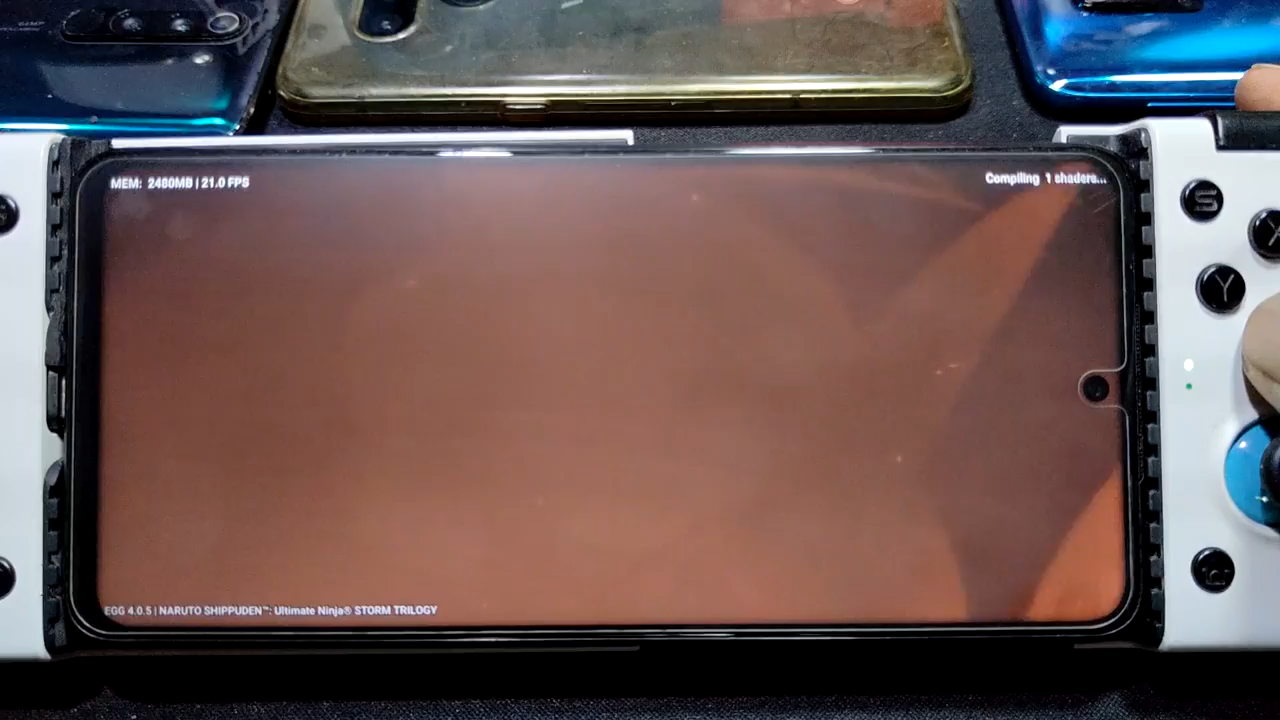 MEM: 2480MB | 21.0 FPS
Compiling 1 shaders...
S
X
Y
EGG 4.0.5 | NARUTO SHIPPUDEN™: Ultimate Ninja® STORM TRILOGY